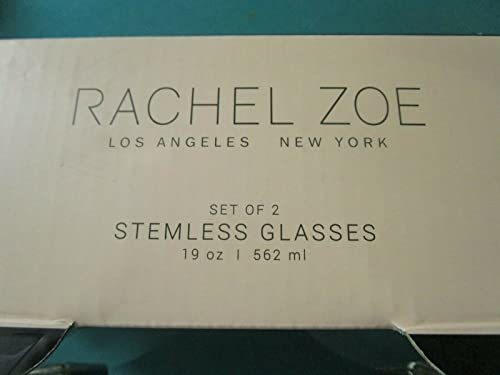 RACHEL ZOE
LOS ANGELES NEW YORK
SET OF 2
STEMLESS GLASSES
19 oz | 562 ml